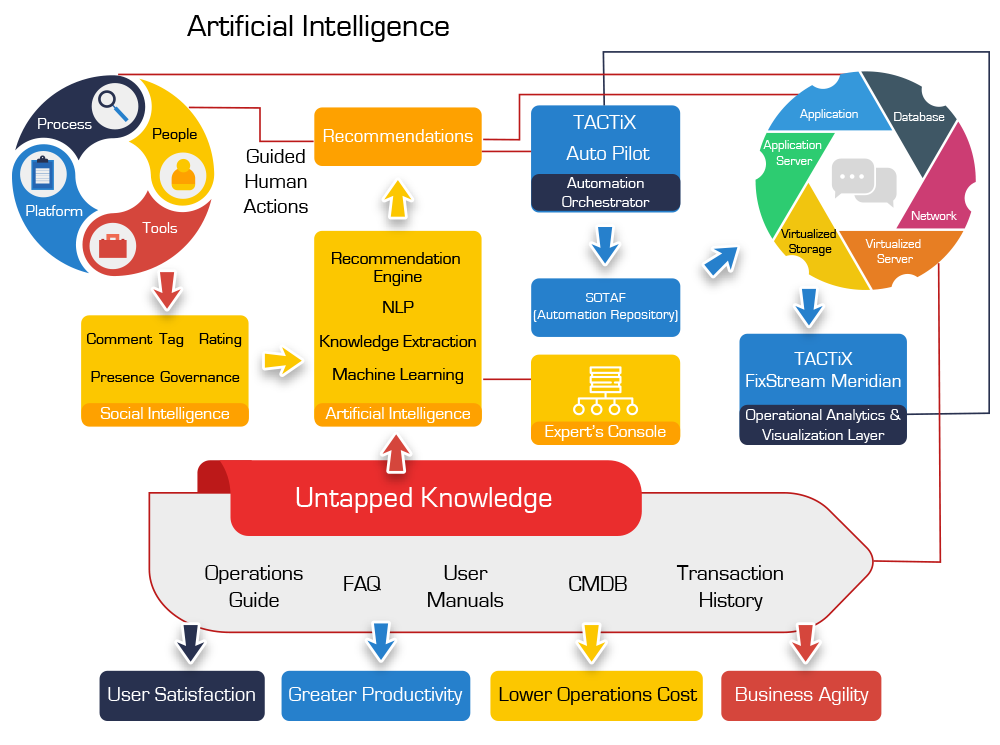 Artificial Intelligence
Process
People
Platform
Tools
Guided
Human
Actions
Recommendations
TACTiX
Auto Pilot
Automation
Orchestrator
Application
Database
Application
Server
Network
Virtualized
Storage
Virtualized
Server
Recommendation
Engine
NLP
Knowledge Extraction
Machine Learning
Artificial Intelligence
SOTAF
(Automation Repository)
Comment Tag Rating
Presence Governance
Social Intelligence
Expert's Console
TACTiX
FixStream Meridian
Operational Analytics &
Visualization Layer
Untapped Knowledge
Operations
Guide
FAQ
User
Manuals
CMDB
Transaction
History
User Satisfaction
Greater Productivity
Lower Operations Cost
Business Agility